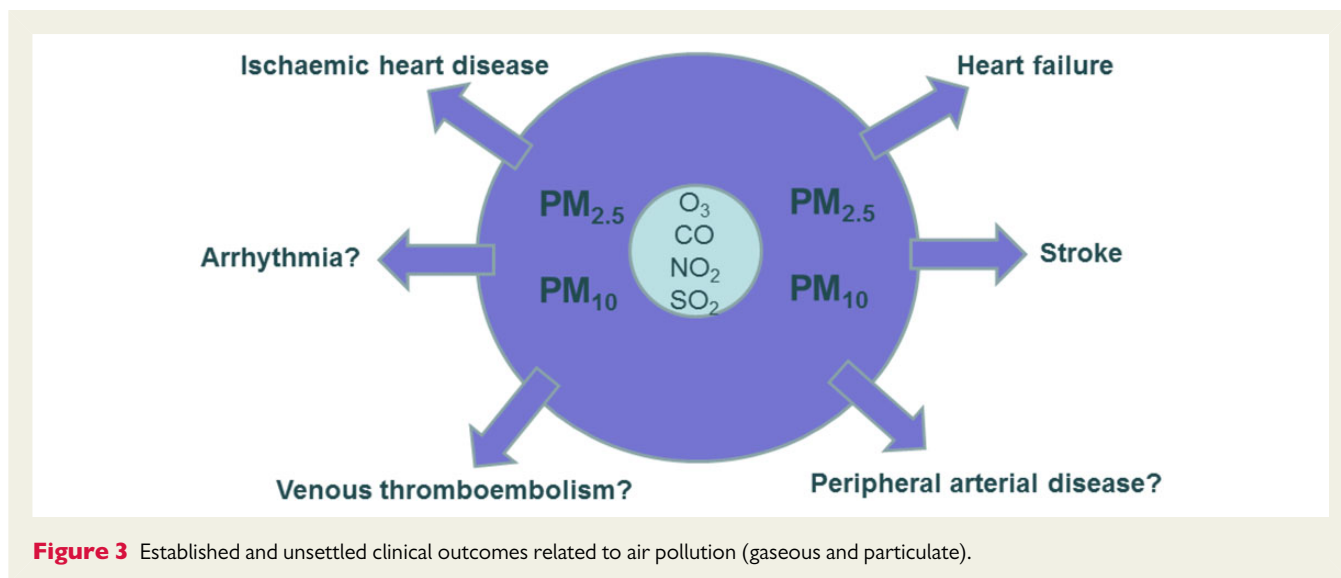 Ischaemic heart disease
Heart failure
PM2.5
O3
PM2.5
CO
Arrhythmia?
Stroke
NO2
PM10
SO2
PM10
Venous thromboembolism?
Peripheral arterial disease?
Figure 3 Established and unsettled clinical outcomes related to air pollution (gaseous and particulate).